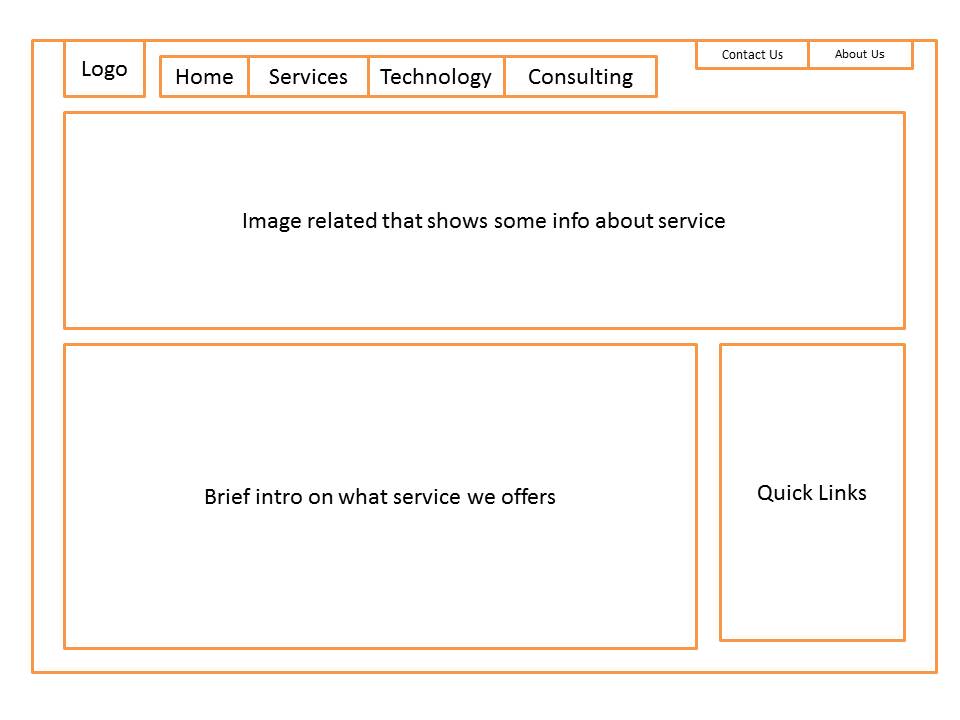 Logo
Home
Services
Technology
Consulting
Contact Us
About Us
Image related that shows some info about service
Brief intro on what service we offers
Quick Links